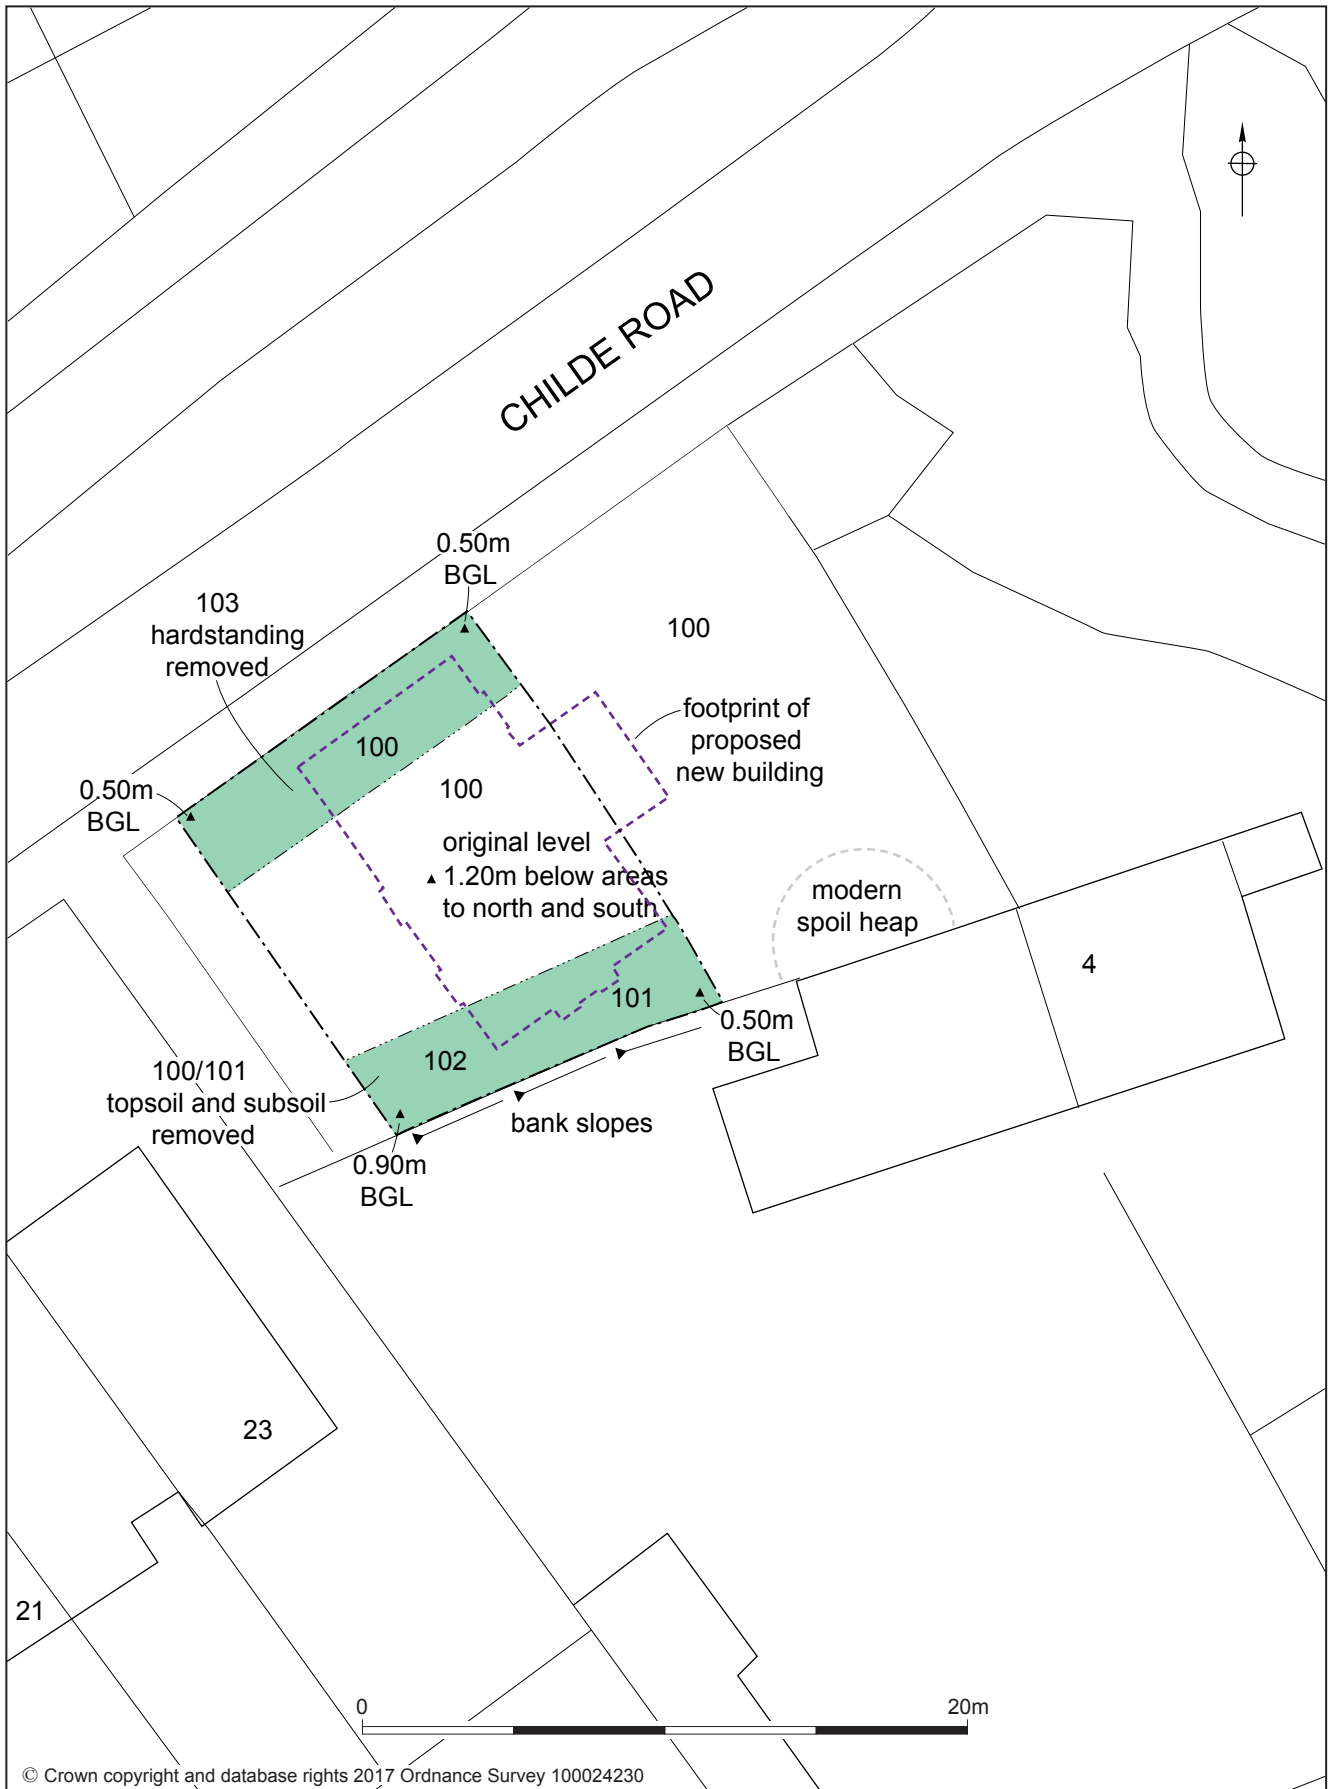 CHILDE ROAD
0.50m
BGL
103
hardstanding
removed
100
footprint of
proposed
new building
100
100
0.50m
BGL
original level
1.20m below areas
to north and south
modern
spoil heap
4
101
0.50m
BGL
102
100/101
topsoil and subsoil
removed
bank slopes
0.90m
BGL
23
21
0
20m
© Crown copyright and database rights 2017 Ordnance Survey 100024230